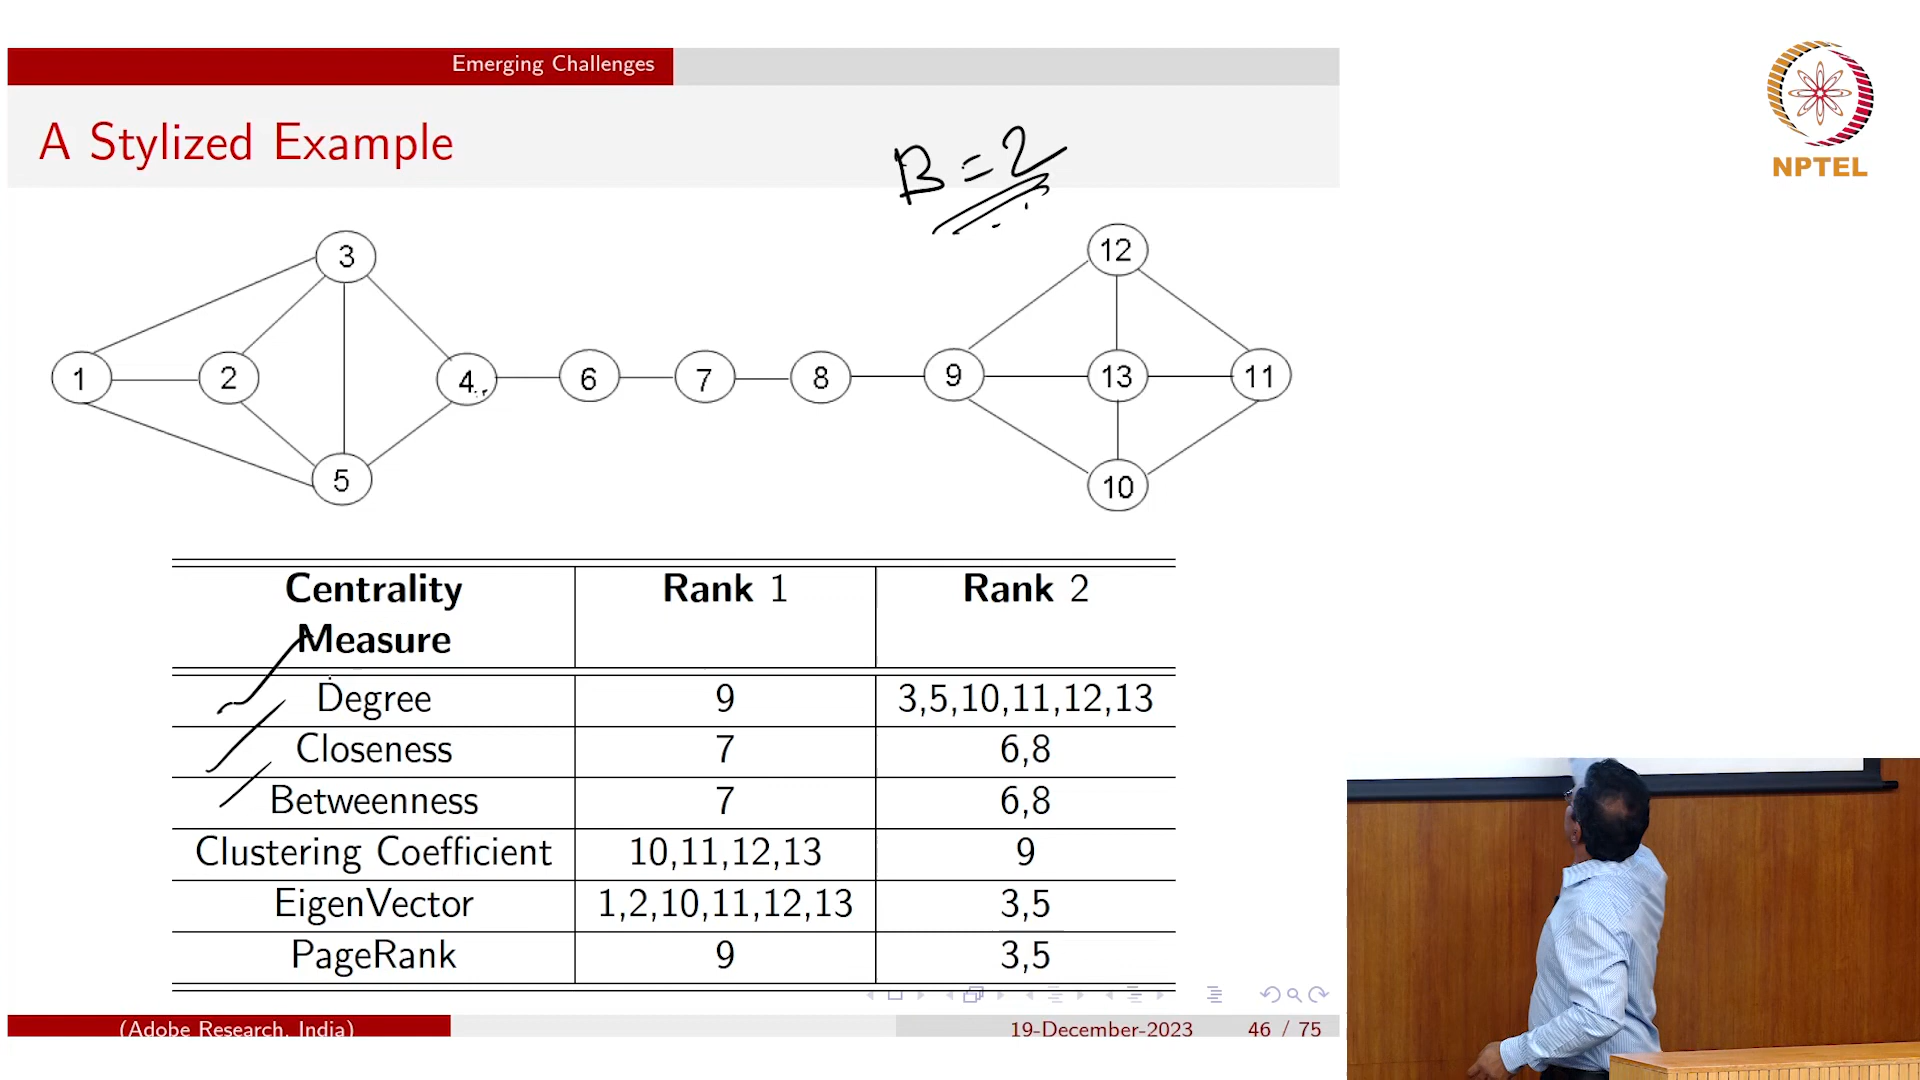 Emerging Challenges
A Stylized Example
B = 2
NPTEL
3
12
1
2
4
6
7
8
9
13
11
5
10
Centrality Measure Rank 1 Rank 2
Degree 9 3,5,10,11,12,13
Closeness 7 6,8
Betweenness 7 6,8
Clustering Coefficient 10,11,12,13 9
EigenVector 1,2,10,11,12,13 3,5
PageRank 9 3,5
(Adobe Research, India) 19-December-2023 46 / 75